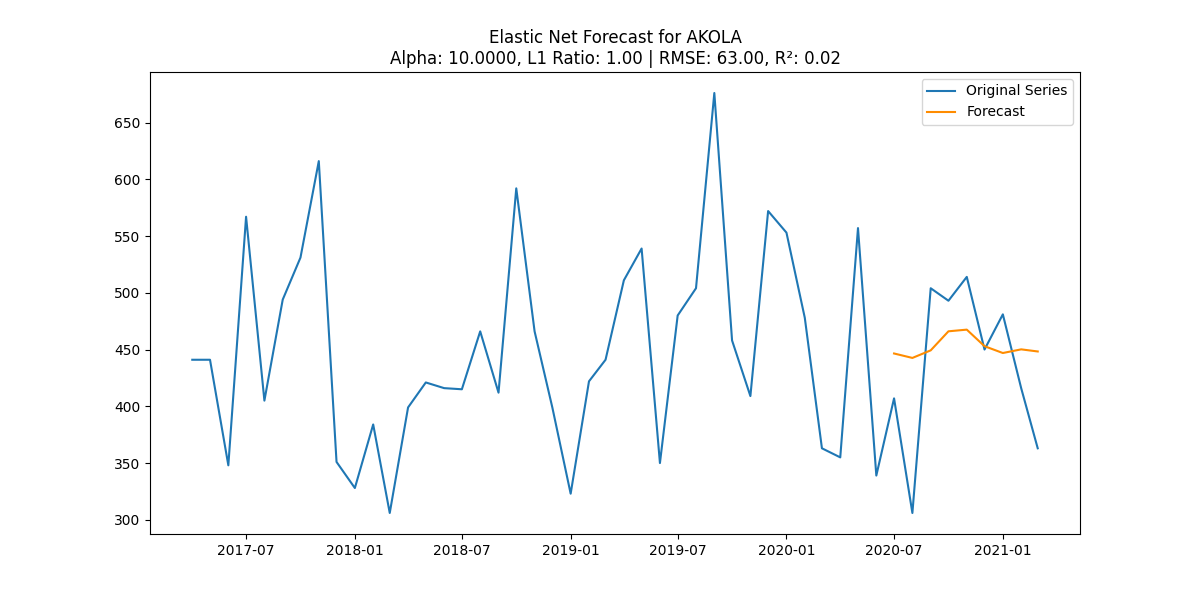 Elastic Net Forecast for AKOLA
Alpha: 10.0000, L1 Ratio: 1.00 | RMSE: 63.00, R²: 0.02
Original Series
Forecast
650
600
550
500
450
400
350
300
2017-07 2018-01 2018-07 2019-01 2019-07 2020-01 2020-07 2021-01